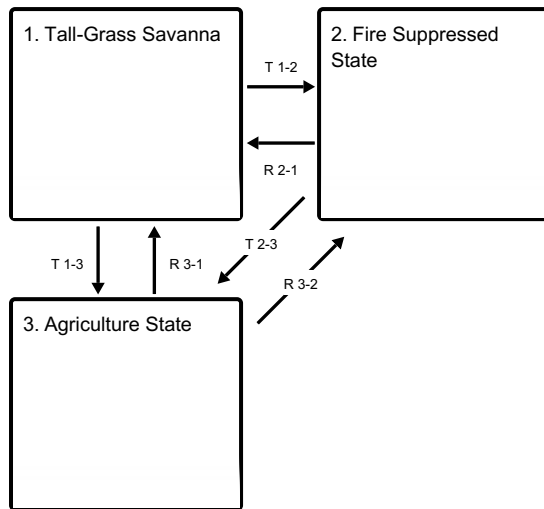 1. Tall-Grass Savanna
2. Fire Suppressed
State
T 1-2
R 2-1
T 1-3
R 3-1
T 2-3
R 3-2
3. Agriculture State